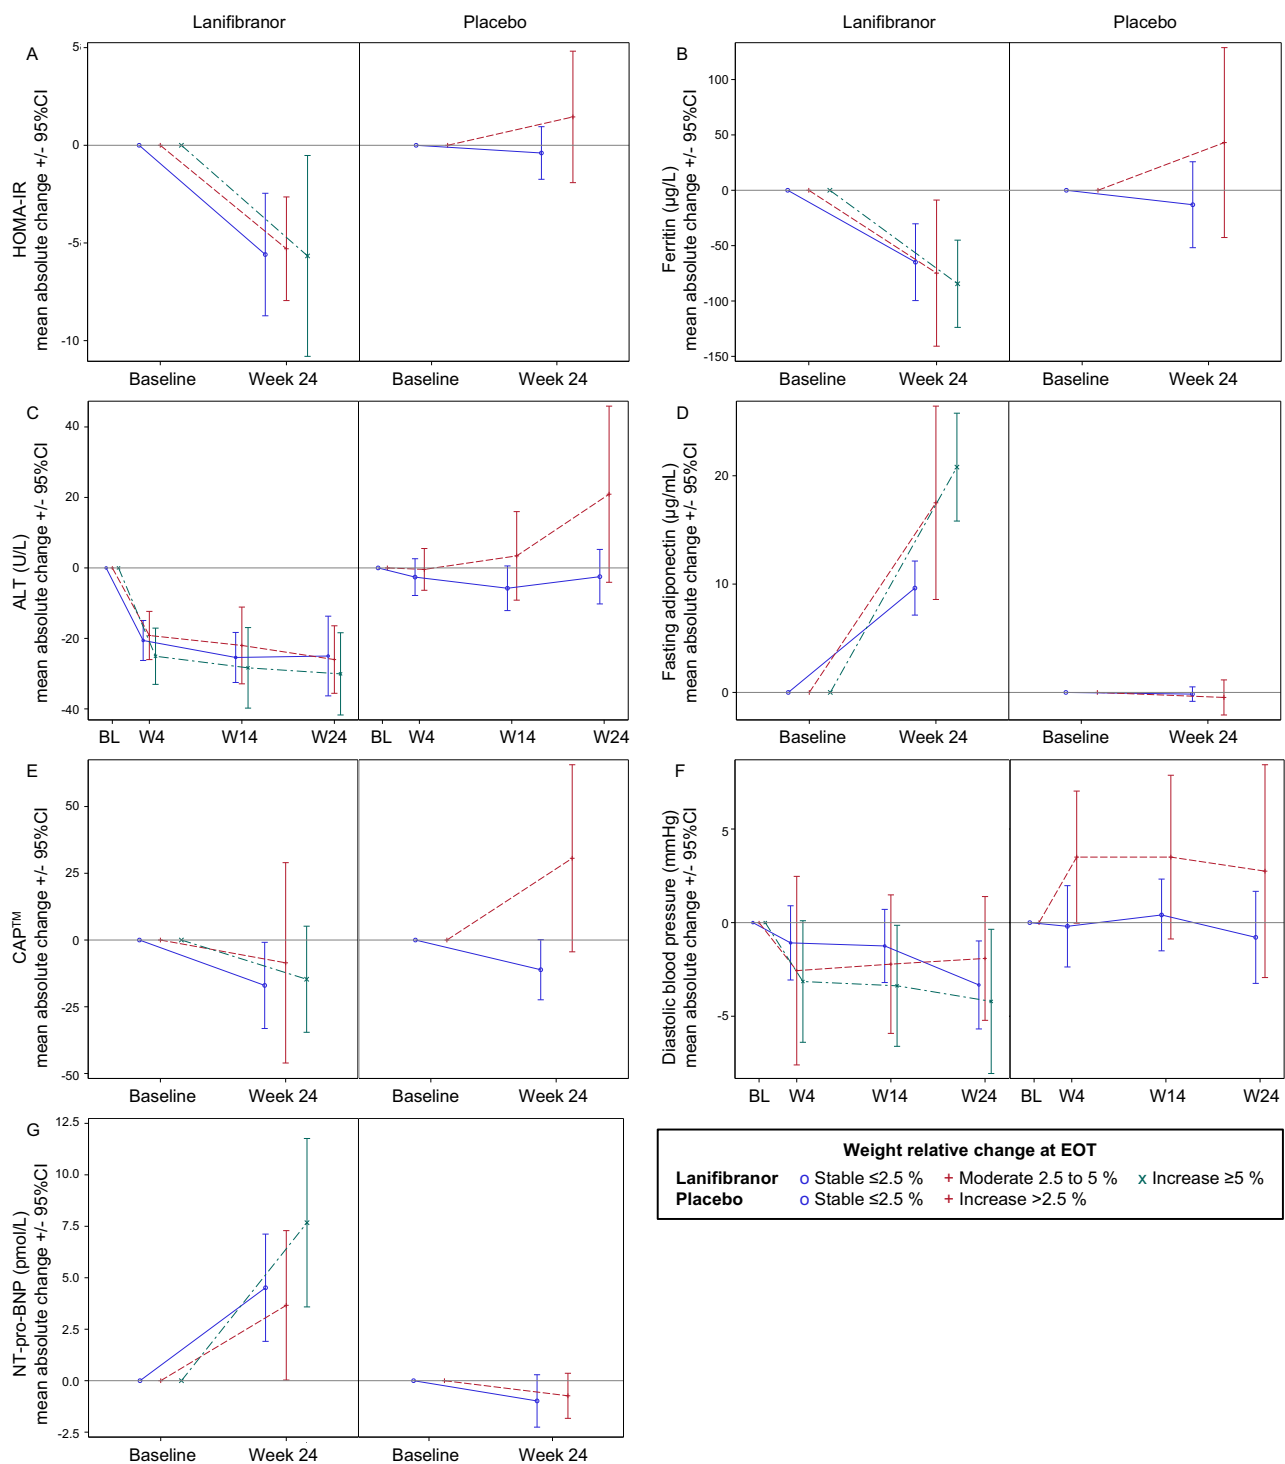 Lanifibranor Placebo Lanifibranor Placebo
A
HOMA-IR
mean absolute change +/- 95%CI
5
0
-5
-10
Baseline Week 24 Baseline Week 24
B
Ferritin (µg/L)
mean absolute change +/- 95%CI
100
50
0
-50
-100
-150
Baseline Week 24 Baseline Week 24
C
ALT (U/L)
mean absolute change +/- 95%CI
40
20
0
-20
-40
BL W4 W14 W24 BL W4 W14 W24
D
Fasting adiponectin (µg/mL)
mean absolute change +/- 95%CI
20
10
0
Baseline Week 24 Baseline Week 24
E
CAP™
mean absolute change +/- 95%CI
50
25
0
-25
-50
Baseline Week 24 Baseline Week 24
F
Diastolic blood pressure (mmHg)
mean absolute change +/- 95%CI
5
0
-5
BL W4 W14 W24 BL W4 W14 W24
G
NT-pro-BNP (pmol/L)
mean absolute change +/- 95%CI
12.5
10.0
7.5
5.0
2.5
0.0
-2.5
Baseline Week 24 Baseline Week 24
Weight relative change at EOT
Lanifibranor o Stable ≤2.5 % + Moderate 2.5 to 5 % x Increase ≥5 %
Placebo o Stable ≤2.5 % + Increase >2.5 %